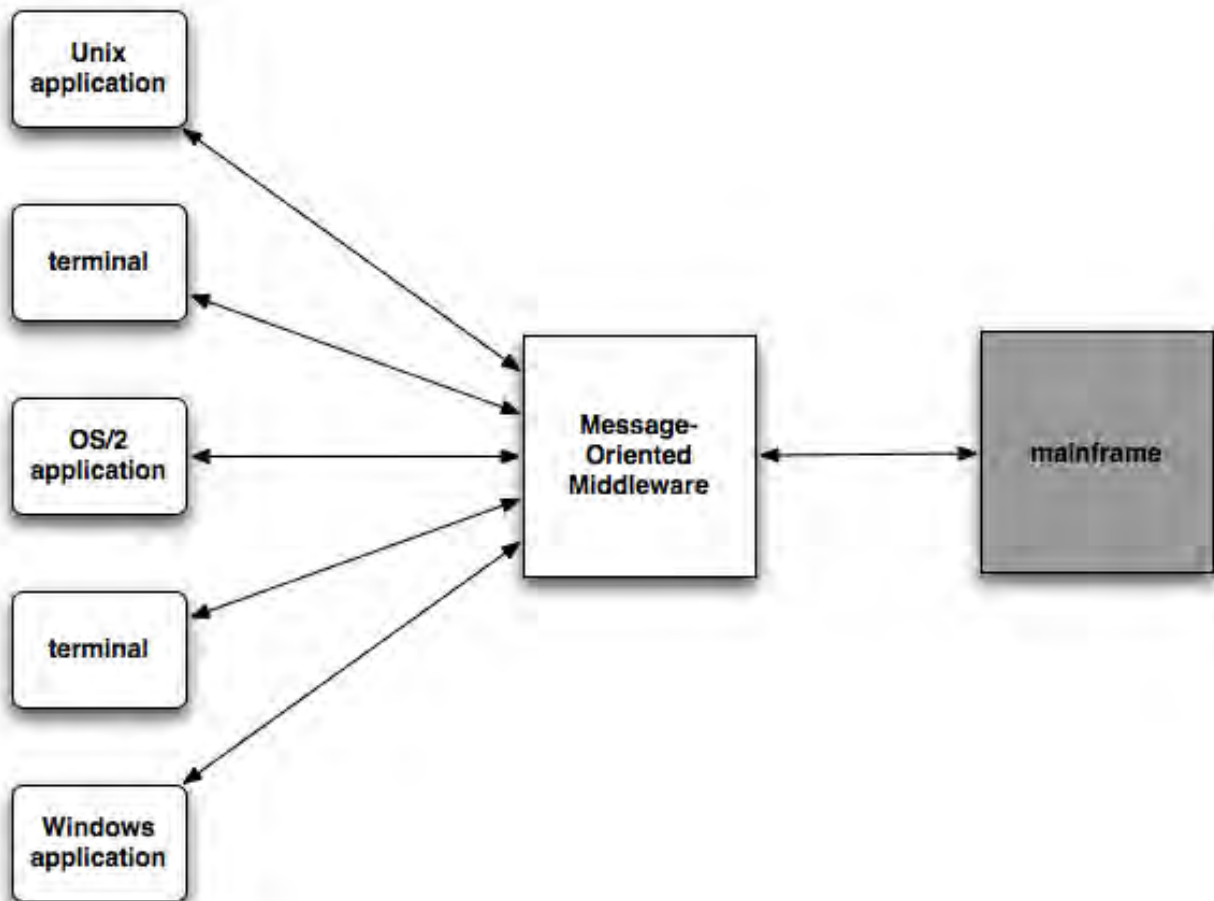 Unix
application
terminal
OS/2
application
terminal
Windows
application
Message-
Oriented
Middleware
mainframe